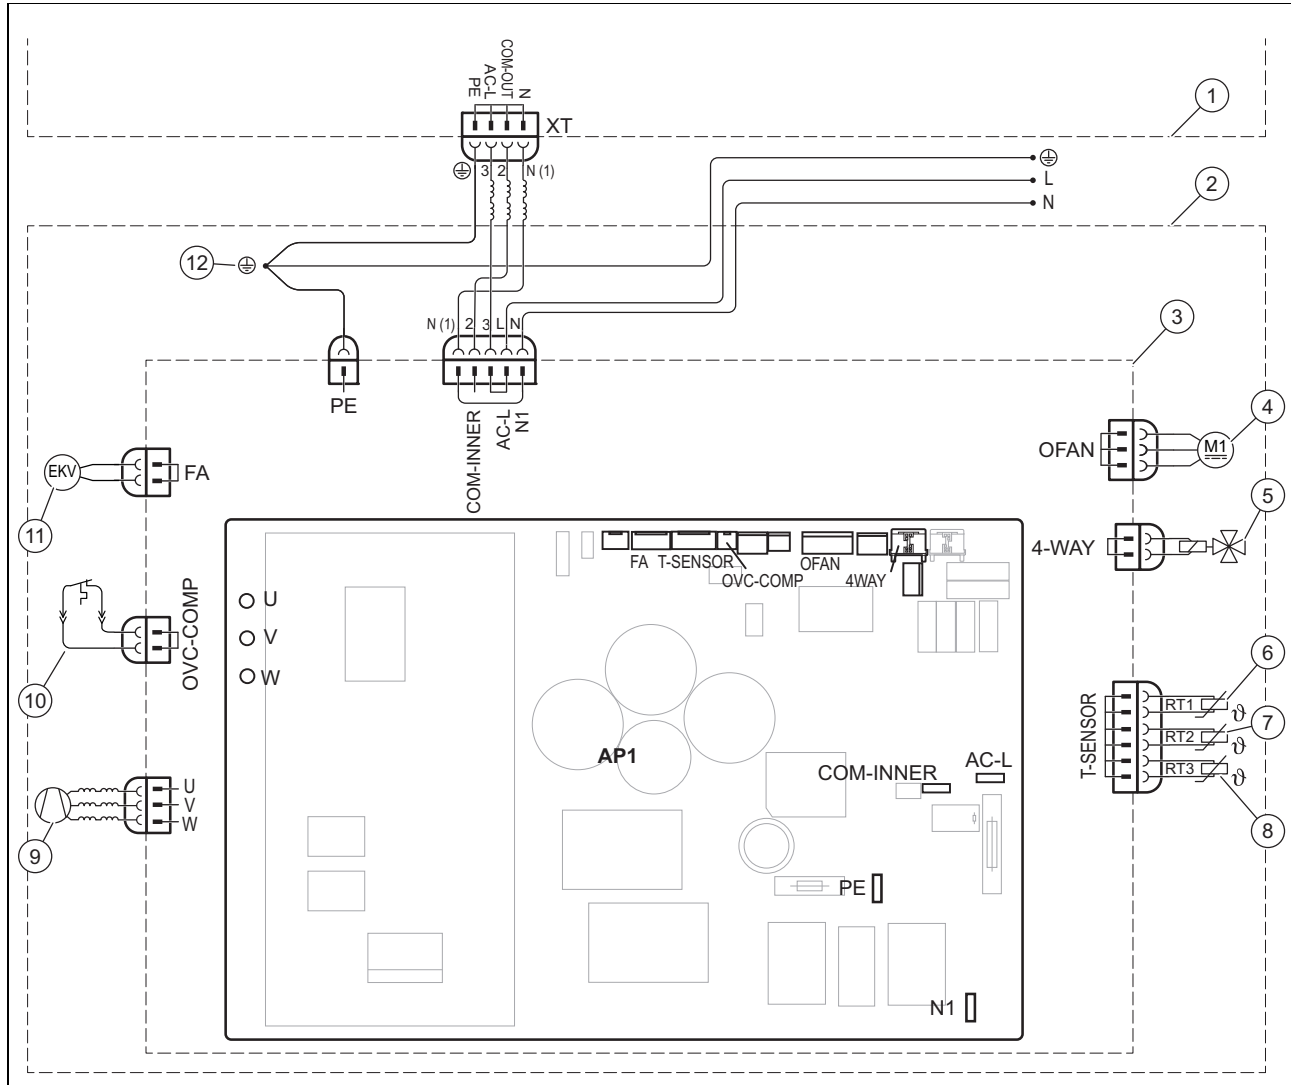 PE
AC-L
COM-OUT
N
XT
1
3 2 N (1)
L
N
2
12
N (1) 2 3 L N
3
PE
COM-INNER
AC-L
N1
4
OFAN
M1
EKV
FA
11
5
4-WAY
FA T-SENSOR OVC-COMP OFAN 4WAY
OVC-COMP
U
V
W
10
6
T-SENSOR
RT1
ϑ
7
RT2
ϑ
RT3
ϑ
8
AP1
COM-INNER
AC-L
U
V
W
9
PE
N1